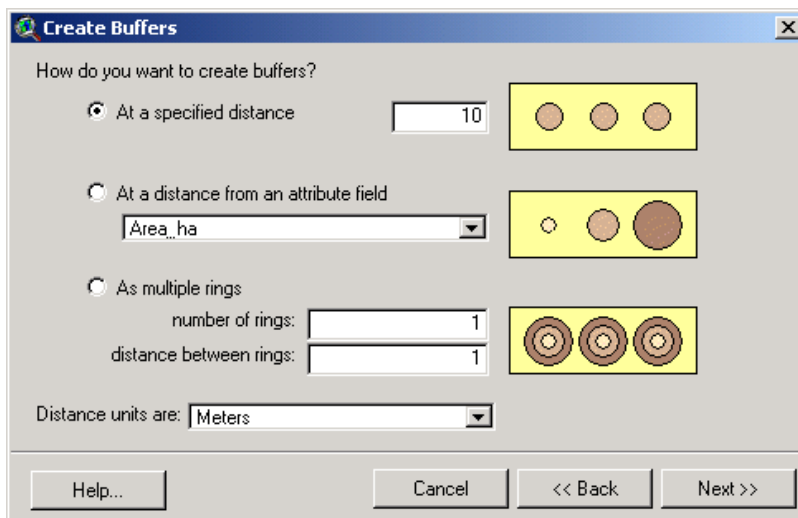 Create Buffers
How do you want to create buffers?
At a specified distance 10
At a distance from an attribute field
Area_ha
As multiple rings
number of rings: 1
distance between rings: 1
Distance units are: Meters
Help... Cancel << Back Next >>